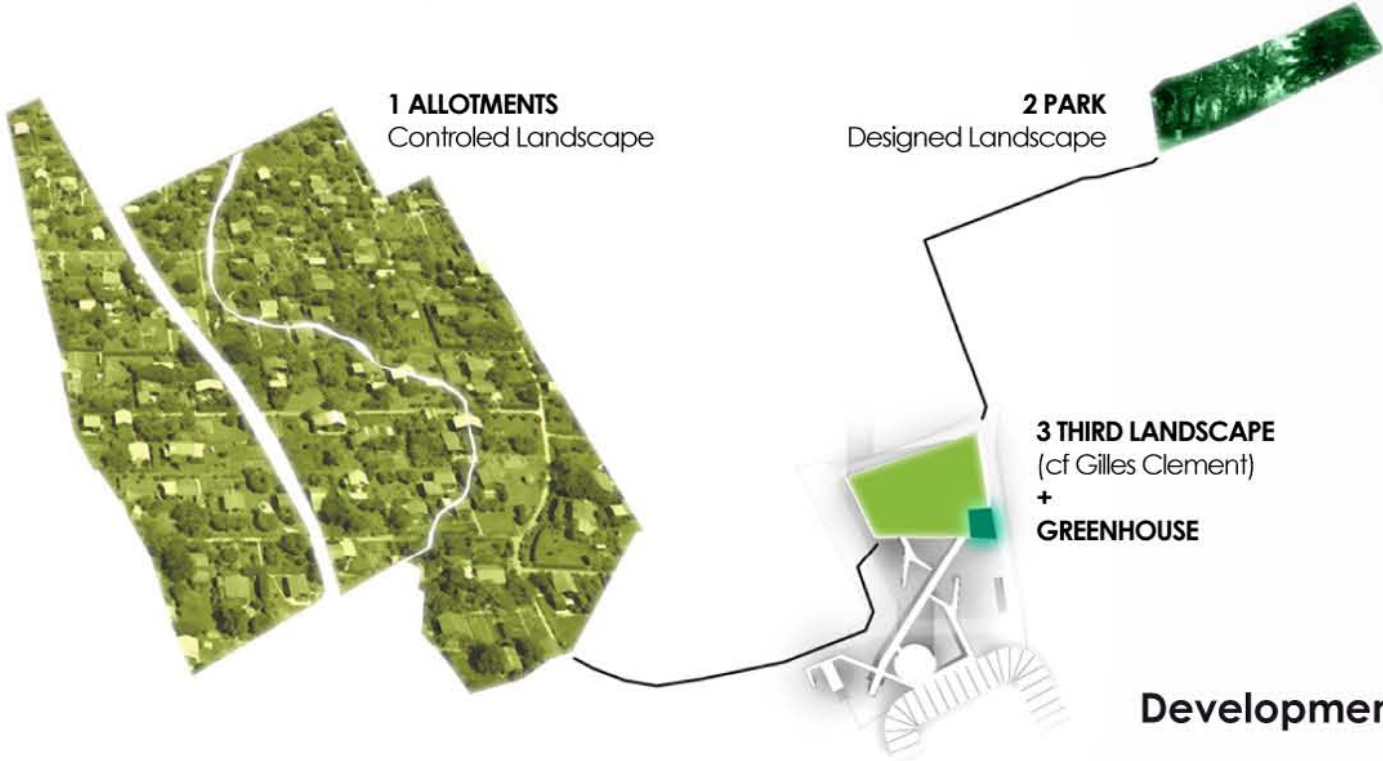 1 ALLOTMENTS
Controled Landscape
2 PARK
Designed Landscape
3 THIRD LANDSCAPE
(cf Gilles Clement)
+
GREENHOUSE